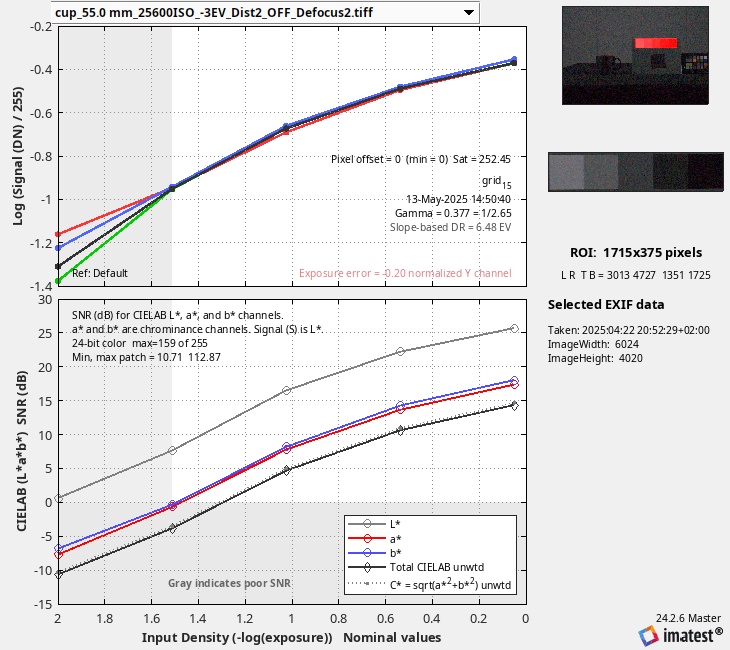 cup_55.0 mm_25600ISO_-3EV_Dist2_OFF_Defocus2.tiff
-0.2
-0.4
-0.6
-0.8
-1
-1.2
-1.4
Log (Signal (DN) / 255)
Pixel offset = 0 (min = 0) Sat = 252.45
grid15
13-May-2025 14:50:40
Gamma = 0.377 = 1/2.65
Slope-based DR = 6.48 EV
Ref: Default
Exposure error = -0.20 normalized Y channel
30
25
20
15
10
5
0
-5
-10
-15
CIELAB (L*a*b*) SNR (dB)
SNR (dB) for CIELAB L*, a*, and b* channels.
a* and b* are chrominance channels. Signal (S) is L*.
24-bit color max=159 of 255
Min, max patch = 10.71 112.87
L*
a*
b*
Total CIELAB unwtd
C* = sqrt(a*2+b*2) unwtd
Gray indicates poor SNR
2 1.8 1.6 1.4 1.2 1 0.8 0.6 0.4 0.2 0
Input Density (-log(exposure)) Nominal values
ROI: 1715x375 pixels
L R T B = 3013 4727 1351 1725
Selected EXIF data
Taken: 2025:04:22 20:52:29+02:00
ImageWidth: 6024
ImageHeight: 4020
24.2.6 Master
imatest®